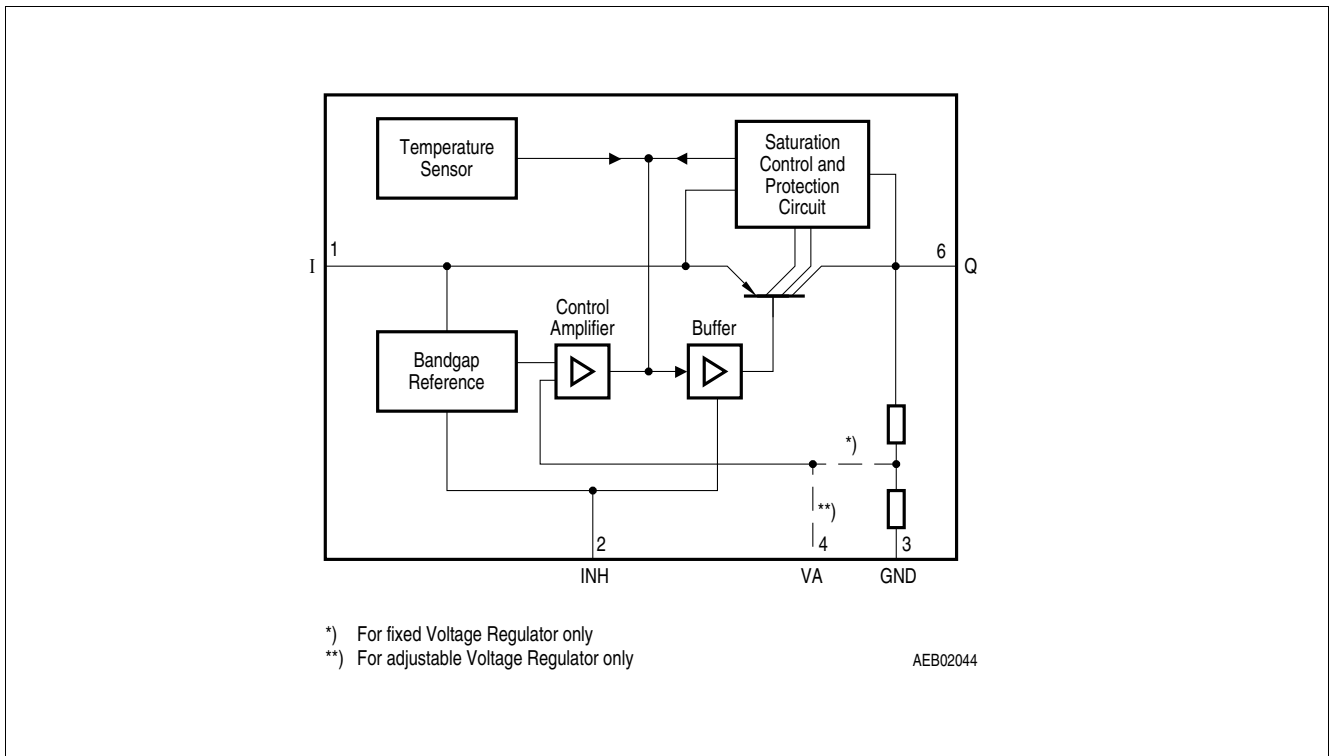 Temperature
Sensor
Saturation
Control and
Protection
Circuit
1
I
6
Q
Control
Amplifier
Buffer
Bandgap
Reference
*)
**)
2
4
3
INH
VA
GND
*) For fixed Voltage Regulator only
**) For adjustable Voltage Regulator only
AEB02044